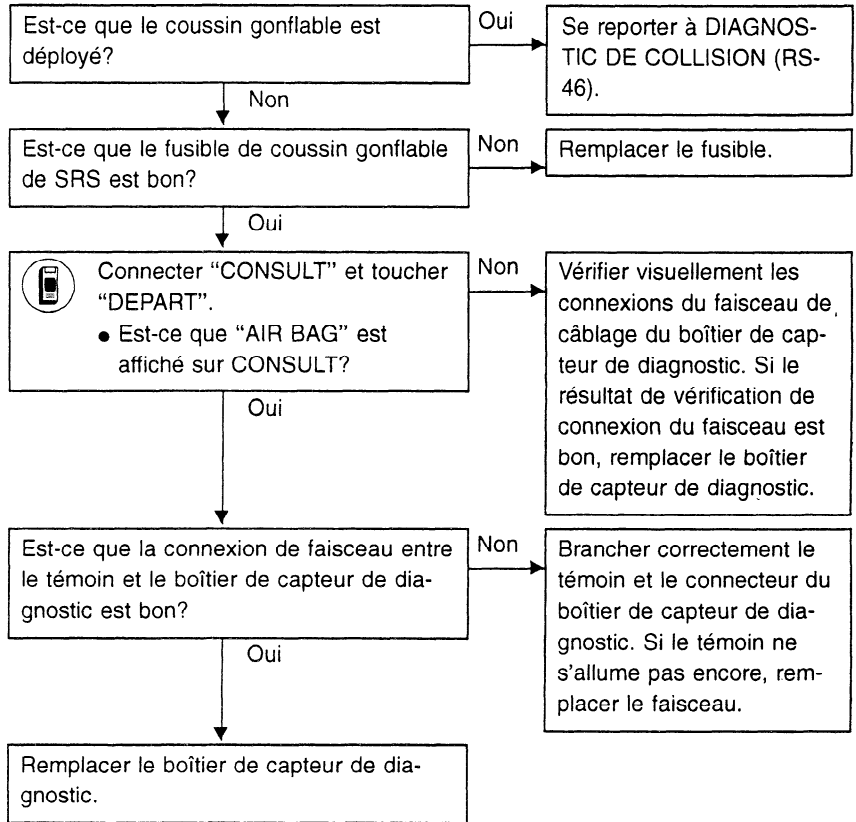 Est-ce que le coussin gonflable est
déployé?
Oui
Se reporter à DIAGNOS-
TIC DE COLLISION (RS-
46).
Non
Est-ce que le fusible de coussin gonflable
de SRS est bon?
Non
Remplacer le fusible.
Oui
Connecter “CONSULT” et toucher
“DEPART”.
● Est-ce que “AIR BAG” est
affiché sur CONSULT?
Non
Vérifier visuellement les
connexions du faisceau de
câblage du boîtier de cap-
teur de diagnostic. Si le
résultat de vérification de
connexion du faisceau est
bon, remplacer le boîtier
de capteur de diagnostic.
Oui
Est-ce que la connexion de faisceau entre
le témoin et le boîtier de capteur de dia-
gnostic est bon?
Non
Brancher correctement le
témoin et le connecteur du
boîtier de capteur de dia-
gnostic. Si le témoin ne
s’allume pas encore, rem-
placer le faisceau.
Oui
Remplacer le boîtier de capteur de dia-
gnostic.